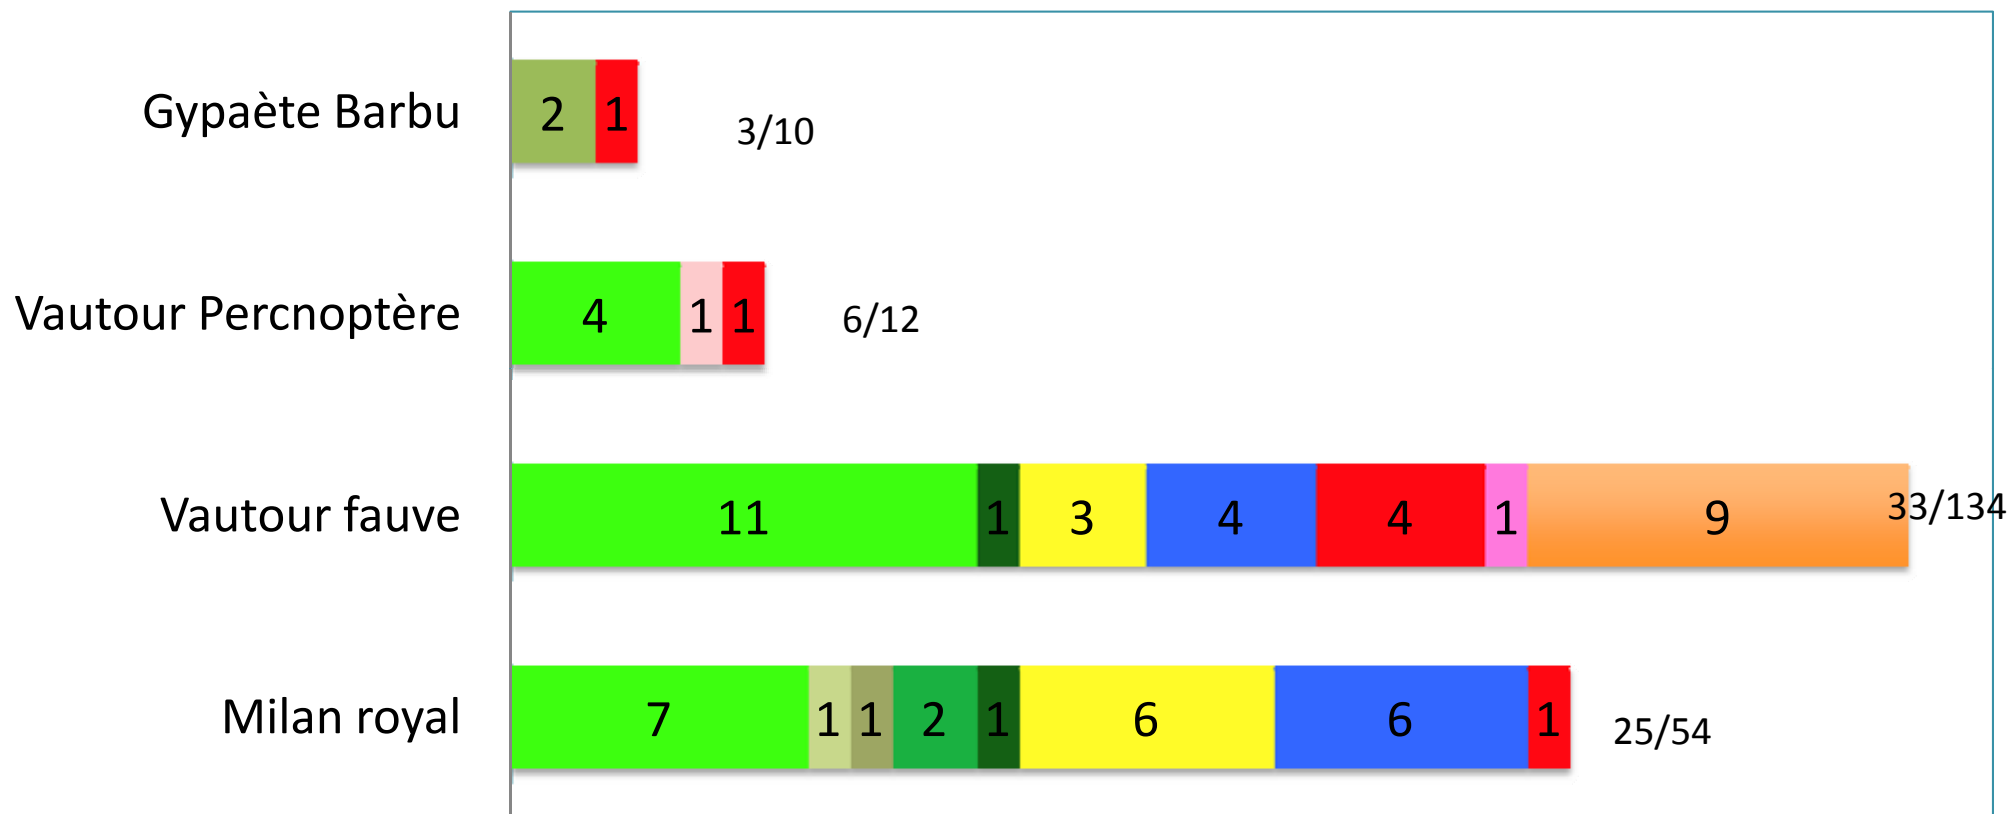 Gypaète Barbu 2 1 3/10
Vautour Percnoptère 4 1 1 6/12
Vautour fauve 11 1 3 4 4 1 9 33/134
Milan royal 7 1 1 2 1 6 6 1 25/54